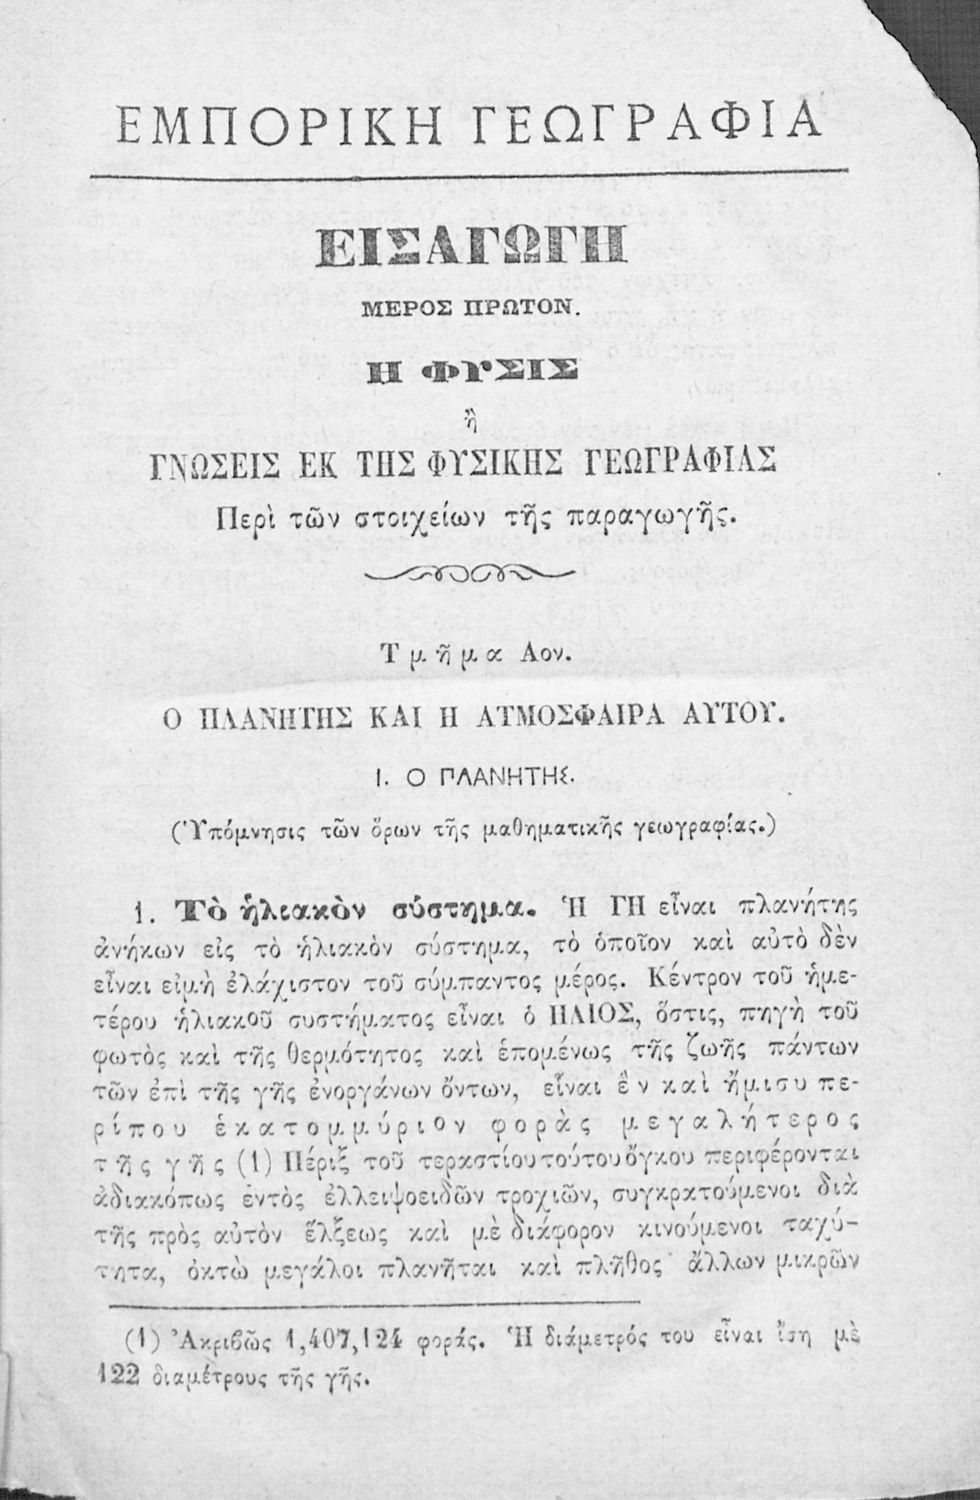 ΕΜΠΟΡΙΚΗ ΓΕΩΓΡΑΦΙΑ
ΕΙΣΑΓΩΓΗ
ΜΕΡΟΣ ΠΡΩΤΟΝ.
Η ΦΥΣΙΣ
ἢ
ΓΝΩΣΕΙΣ ΕΚ ΤΗΣ ΦΥΣΙΚΗΣ ΓΕΩΓΡΑΦΙΑΣ
Περὶ τῶν στοιχείων τῆς παραγωγῆς.
Τμῆμα Αον.
Ο ΠΛΑΝΗΤΗΣ ΚΑΙ Η ΑΤΜΟΣΦΑΙΡΑ ΑΥΤΟΥ.
Ι. Ο ΠΛΑΝΗΤΗΣ.
(Ὑπόμνησις τῶν ὅρων τῆς μαθηματικῆς γεωγραφίας.)
1. Τὸ ἡλιακὸν σύστημα. Ἡ ΓΗ εἶναι πλανήτης
ἀνήκων εἰς τὸ ἡλιακὸν σύστημα, τὸ ὁποῖον καὶ αὐτὸ δὲν
εἶναι εἰμὴ ἐλάχιστον τοῦ σύμπαντος μέρος. Κέντρον τοῦ ἡμε-
τέρου ἡλιακοῦ συστήματος εἶναι ὁ ΗΛΙΟΣ, ὅστις, πηγὴ τοῦ
φωτὸς καὶ τῆς θερμότητος καὶ ἑπομένως τῆς ζωῆς πάντων
τῶν ἐπὶ τῆς γῆς ἐνοργάνων ὄντων, εἶναι ἓν καὶ ἥμισυ πε-
ρίπου ἑκατομμύριον φορὰς μεγαλήτερος
τῆς γῆς (1) Πέριξ τοῦ τεραστίου τούτου ὄγκου περιφέρονται
ἀδιακόπως ἐντὸς ἐλλειψοειδῶν τροχιῶν, συγκρατούμενοι διὰ
τῆς πρὸς αὐτὸν ἕλξεως καὶ μὲ διάφορον κινούμενοι ταχύ-
τητα, ὀκτὼ μεγάλοι πλανῆται καὶ πλῆθος ἄλλων μικρῶν
(1) Ἀκριβῶς 1,407,124 φοράς. Ἡ διάμετρός του εἶναι ἴση μὲ
122 διαμέτρους τῆς γῆς.